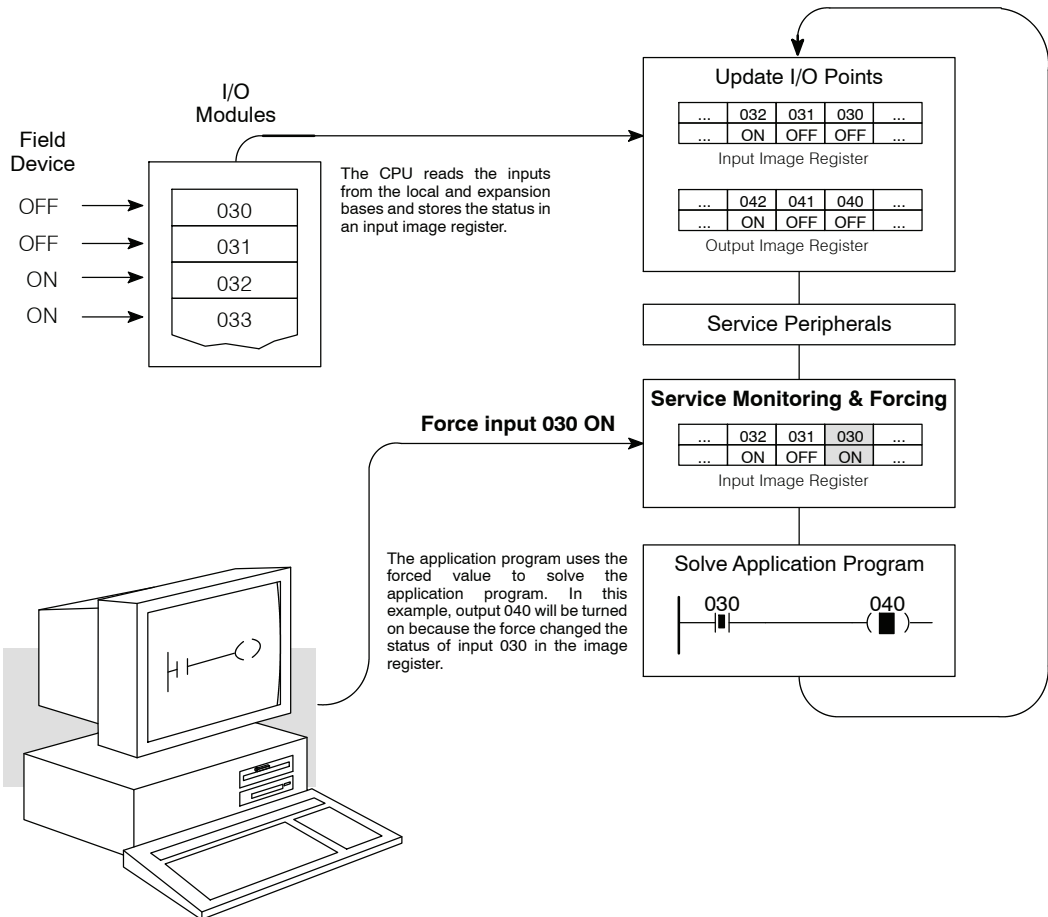 I/O
Modules
Field
Device
OFF
OFF
ON
ON
030
031
032
033
The CPU reads the inputs
from the local and expansion
bases and stores the status in
an input image register.
Update I/O Points
... 032 031 030 ...
... ON OFF OFF ...
Input Image Register
... 042 041 040 ...
... ON OFF OFF ...
Output Image Register
Service Peripherals
Service Monitoring & Forcing
... 032 031 030 ...
... ON OFF ON ...
Input Image Register
Force input 030 ON
The application program uses the
forced value to solve the
application program. In this
example, output 040 will be turned
on because the force changed the
status of input 030 in the image
register.
Solve Application Program
030 040